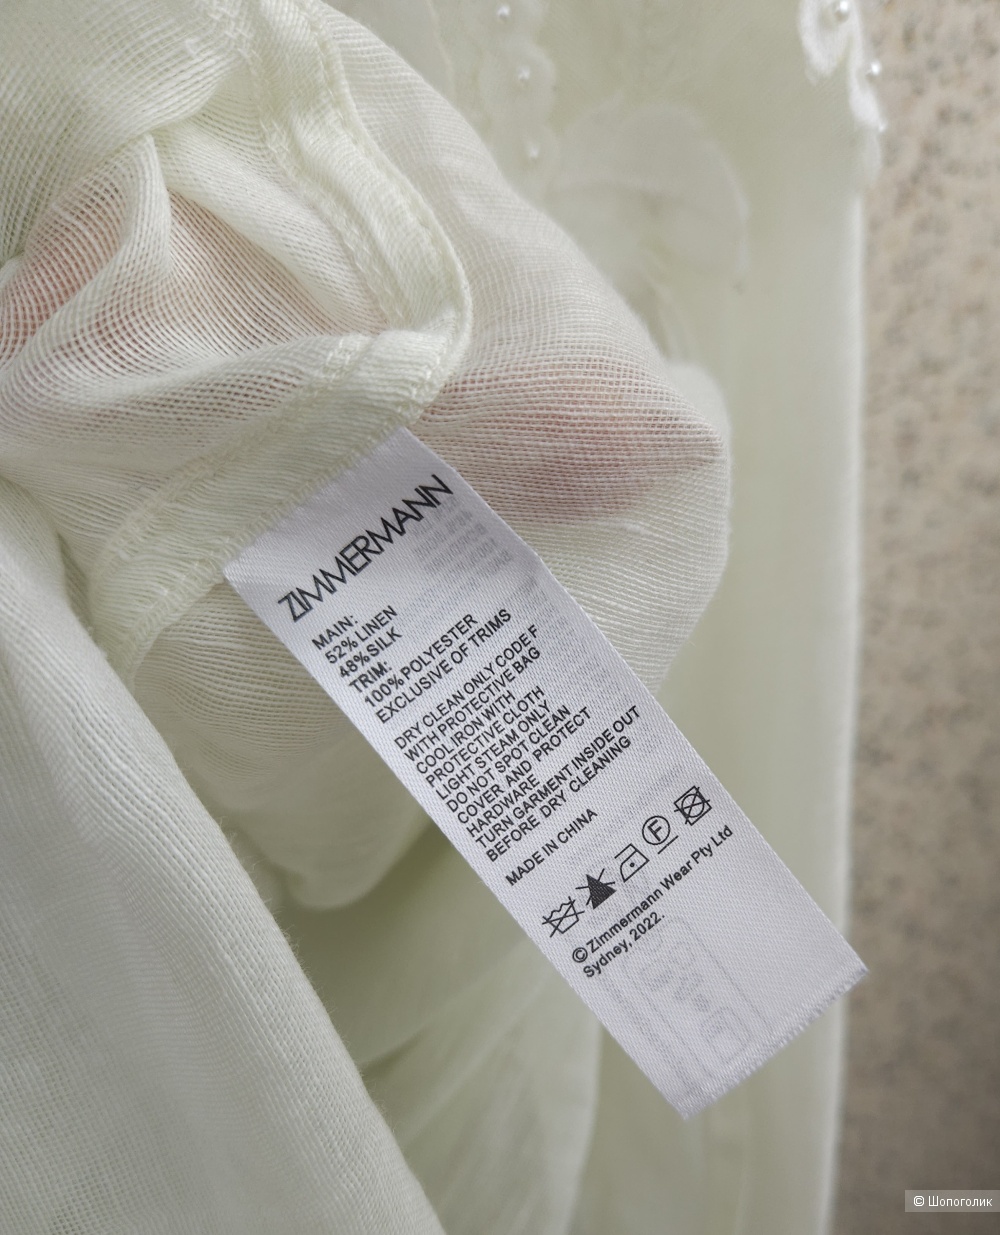 ZIMMERMANN
MAIN:
52% LINEN
48%SILK
TRIM:
100% POLYESTER
EXCLUSIVE OF TRIMS
DRY CLEAN ONLY CODE F
WITH PROTECTIVE BAG
COOL IRON WITH
PROTECTIVE CLOTH
LIGHT STEAM ONLY
DO NOT SPOT CLEAN
COVER AND PROTECT
HARDWARE
TURN GARMENT INSIDE OUT
BEFORE DRY CLEANING
MADE IN CHINA
F
©Zimmermann Wear Pty Ltd
Sydney, 2022.
© Шопоголик